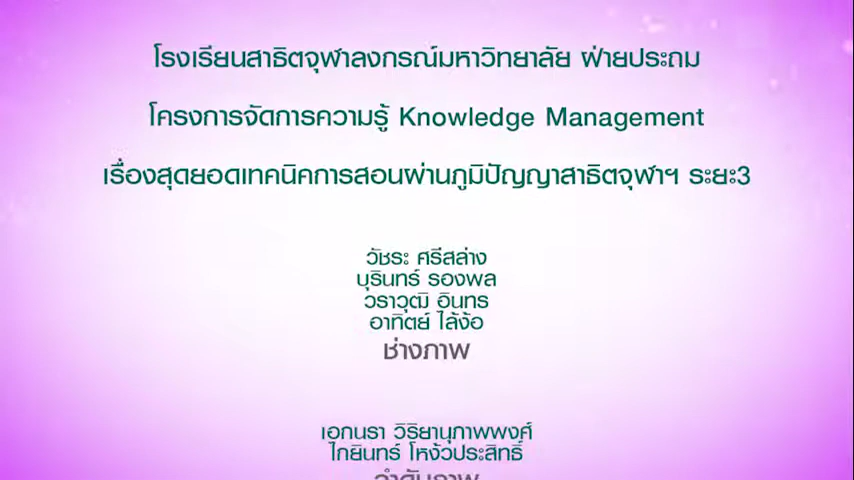 โรงเรียนสาธิตจุฬาลงกรณ์มหาวิทยาลัย ฝ่ายประถม
โครงการจัดการความรู้ Knowledge Management
เรื่องสุดยอดเทคนิคการสอนผ่านภูมิปัญญาสาธิตจุฬาฯ ระยะ3
วัชระ ศรีสล่าง
บุรินทร์ รองพล
วราวุฒิ อินทร
อาทิตย์ ไล้ง้อ
ช่างภาพ
เอกนรา วิริยานุภาพพงศ์
ไกยินทร์ โหง้วประสิทธิ์
ลำดับภาพ